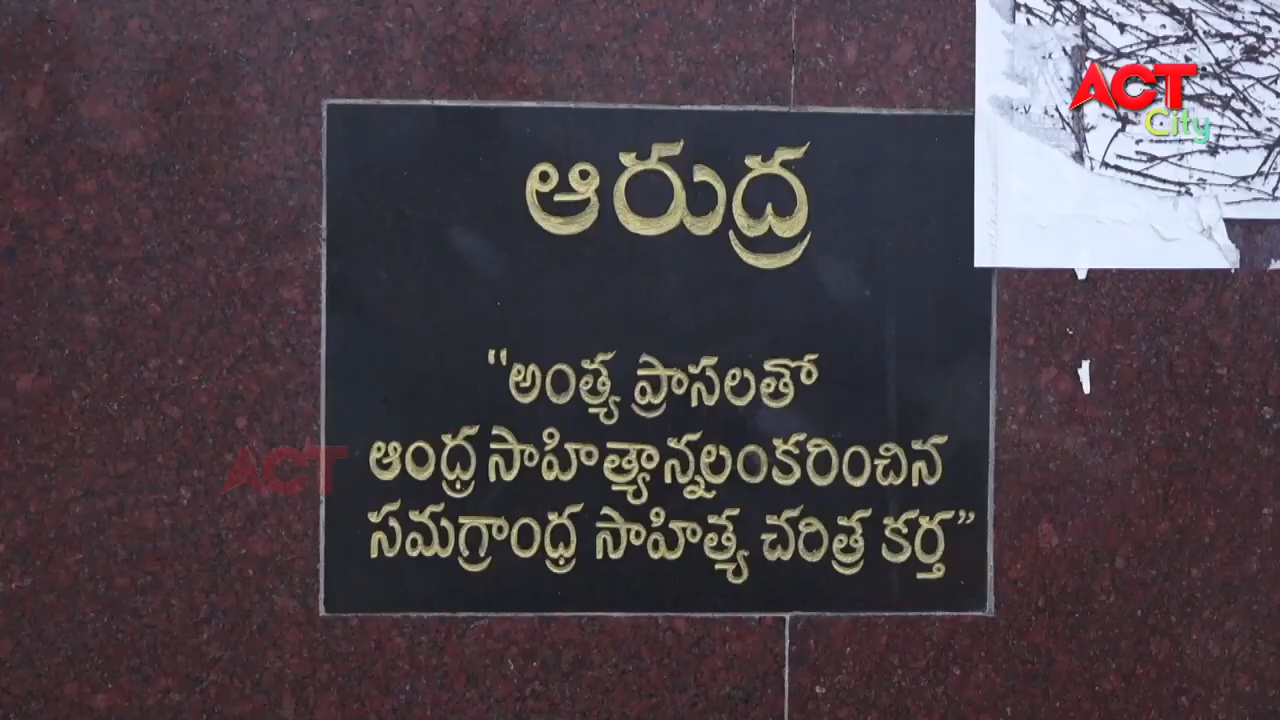 ACT
City
ఆరుద్ర
"అంత్య ప్రాసలతో
ఆంధ్ర సాహిత్యాన్నలంకరించిన
సమగ్రాంధ్ర సాహిత్య చరిత్ర కర్త"
ACT